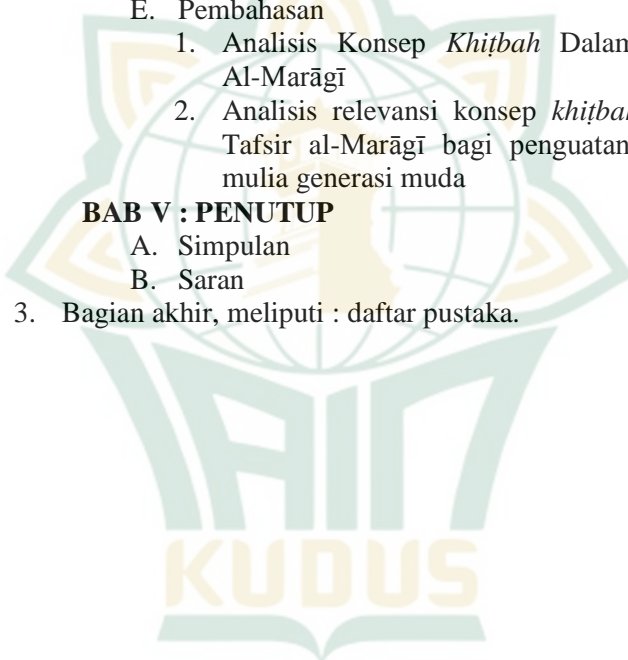 E. Pembahasan
1. Analisis Konsep Khiṭbah Dalam
Al-Marāgī
2. Analisis relevansi konsep khiṭbah
Tafsir al-Marāgī bagi penguatan
mulia generasi muda
BAB V : PENUTUP
A. Simpulan
B. Saran
3. Bagian akhir, meliputi : daftar pustaka.
IAIN
KUDUS